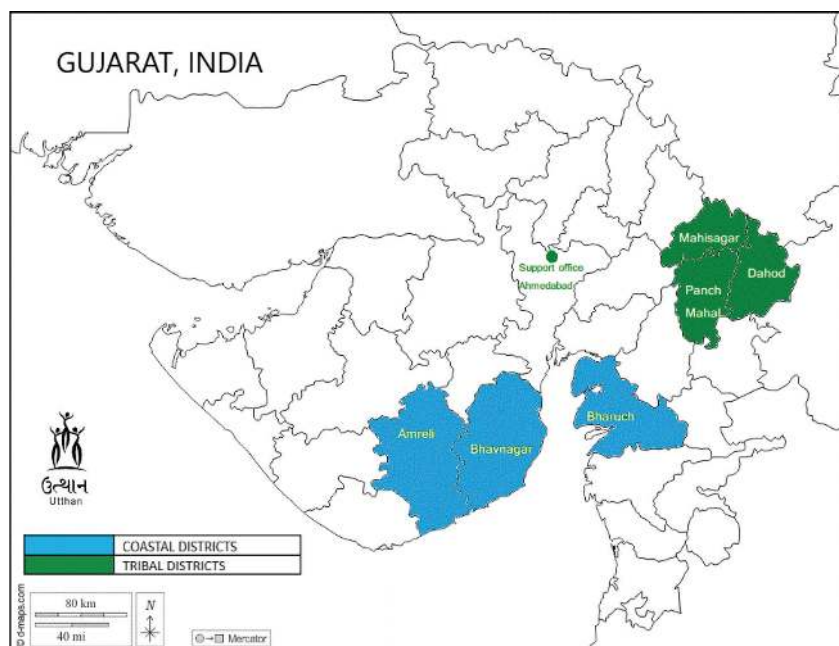 GUJARAT, INDIA
Mahisagar
Dahod
Panch
Mahal
Support office
Ahmedabad
Amreli
Bhavnagar
Bharuch
ઉત્થાન
Utthan
COASTAL DISTRICTS
TRIBAL DISTRICTS
80 km
40 mi
N
Mercator
© d-maps.com